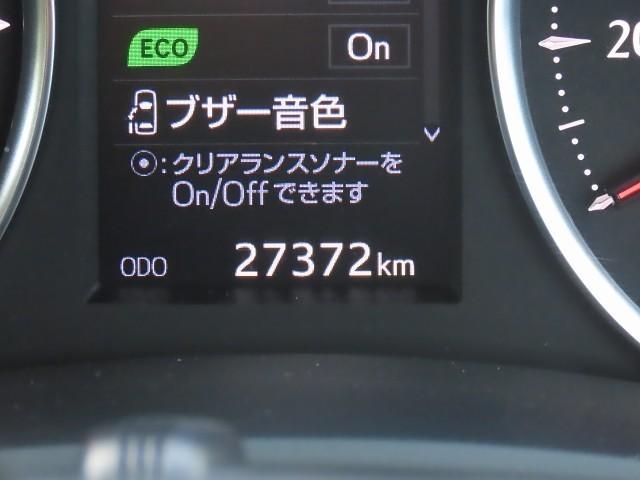 ECO On
ブザー音色
:クリアランスソナーを
On/Offできます
ODO 27372km
20